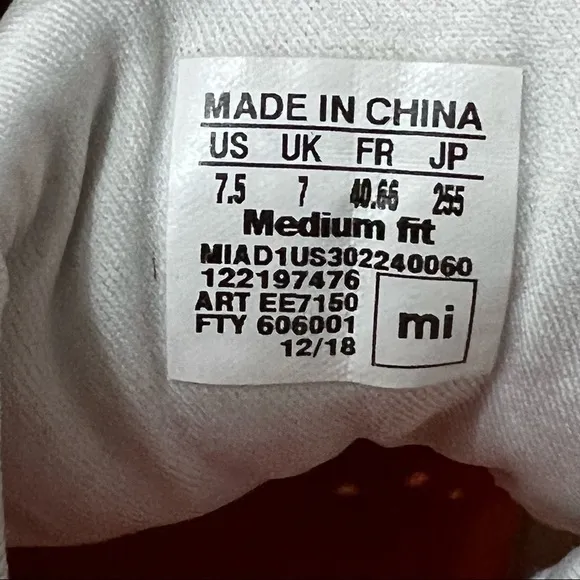 MADE IN CHINA
US UK FR JP
7.5 7 40.66 255
Medium fit
MIAD1US302240060
122197476
ART EE7150
FTY 606001
12/18
mi